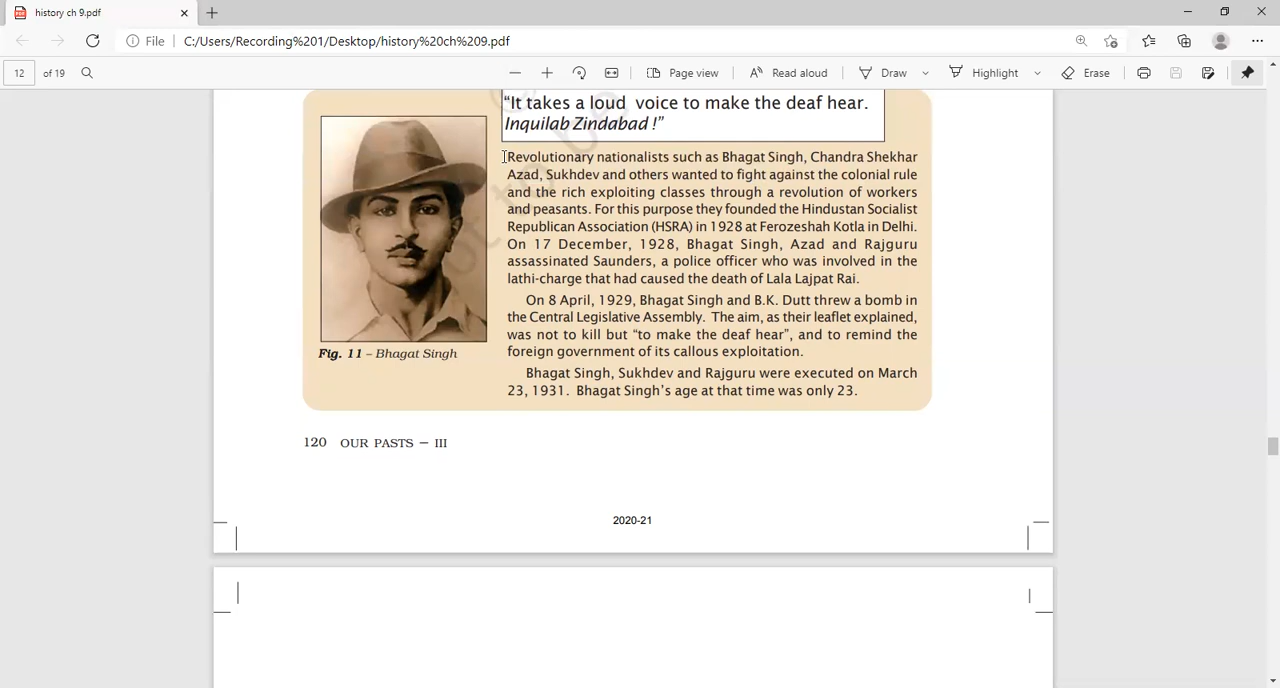 history ch 9.pdf
File
C:/Users/Recording%201/Desktop/history%20ch%209.pdf
12 of 19
Page view
Read aloud
Draw
Highlight
Erase
"It takes a loud voice to make the deaf hear.
Inquilab Zindabad !"
Revolutionary nationalists such as Bhagat Singh, Chandra Shekhar
Azad, Sukhdev and others wanted to fight against the colonial rule
and the rich exploiting classes through a revolution of workers
and peasants. For this purpose they founded the Hindustan Socialist
Republican Association (HSRA) in 1928 at Ferozeshah Kotla in Delhi.
On 17 December, 1928, Bhagat Singh, Azad and Rajguru
assassinated Saunders, a police officer who was involved in the
lathi-charge that had caused the death of Lala Lajpat Rai.
On 8 April, 1929, Bhagat Singh and B.K. Dutt threw a bomb in
the Central Legislative Assembly. The aim, as their leaflet explained,
was not to kill but "to make the deaf hear", and to remind the
foreign government of its callous exploitation.
Bhagat Singh, Sukhdev and Rajguru were executed on March
23, 1931. Bhagat Singh's age at that time was only 23.
Fig. 11 – Bhagat Singh
120 OUR PASTS – III
2020-21
not to be